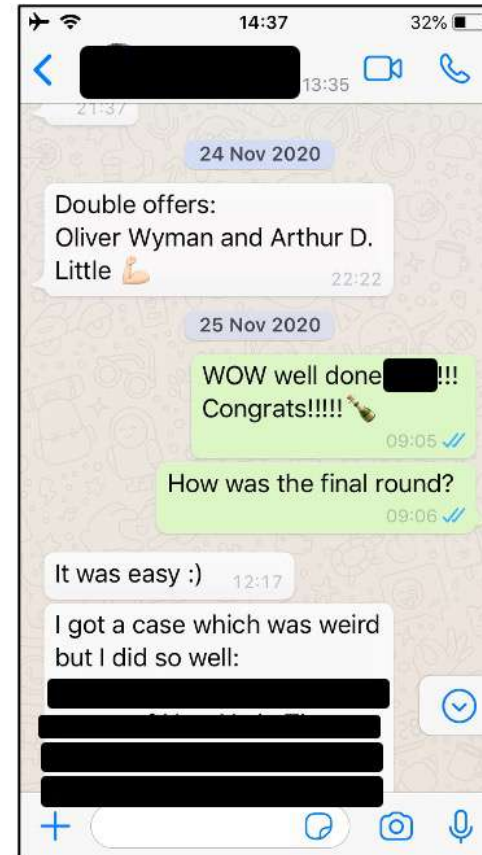 14:37
32%
13:35
21:37
24 Nov 2020
Double offers:
Oliver Wyman and Arthur D.
Little 💪🏻
22:22
25 Nov 2020
WOW well done !!!
Congrats!!!!! 🍾
09:05
How was the final round?
09:06
It was easy :)
12:17
I got a case which was weird
but I did so well: